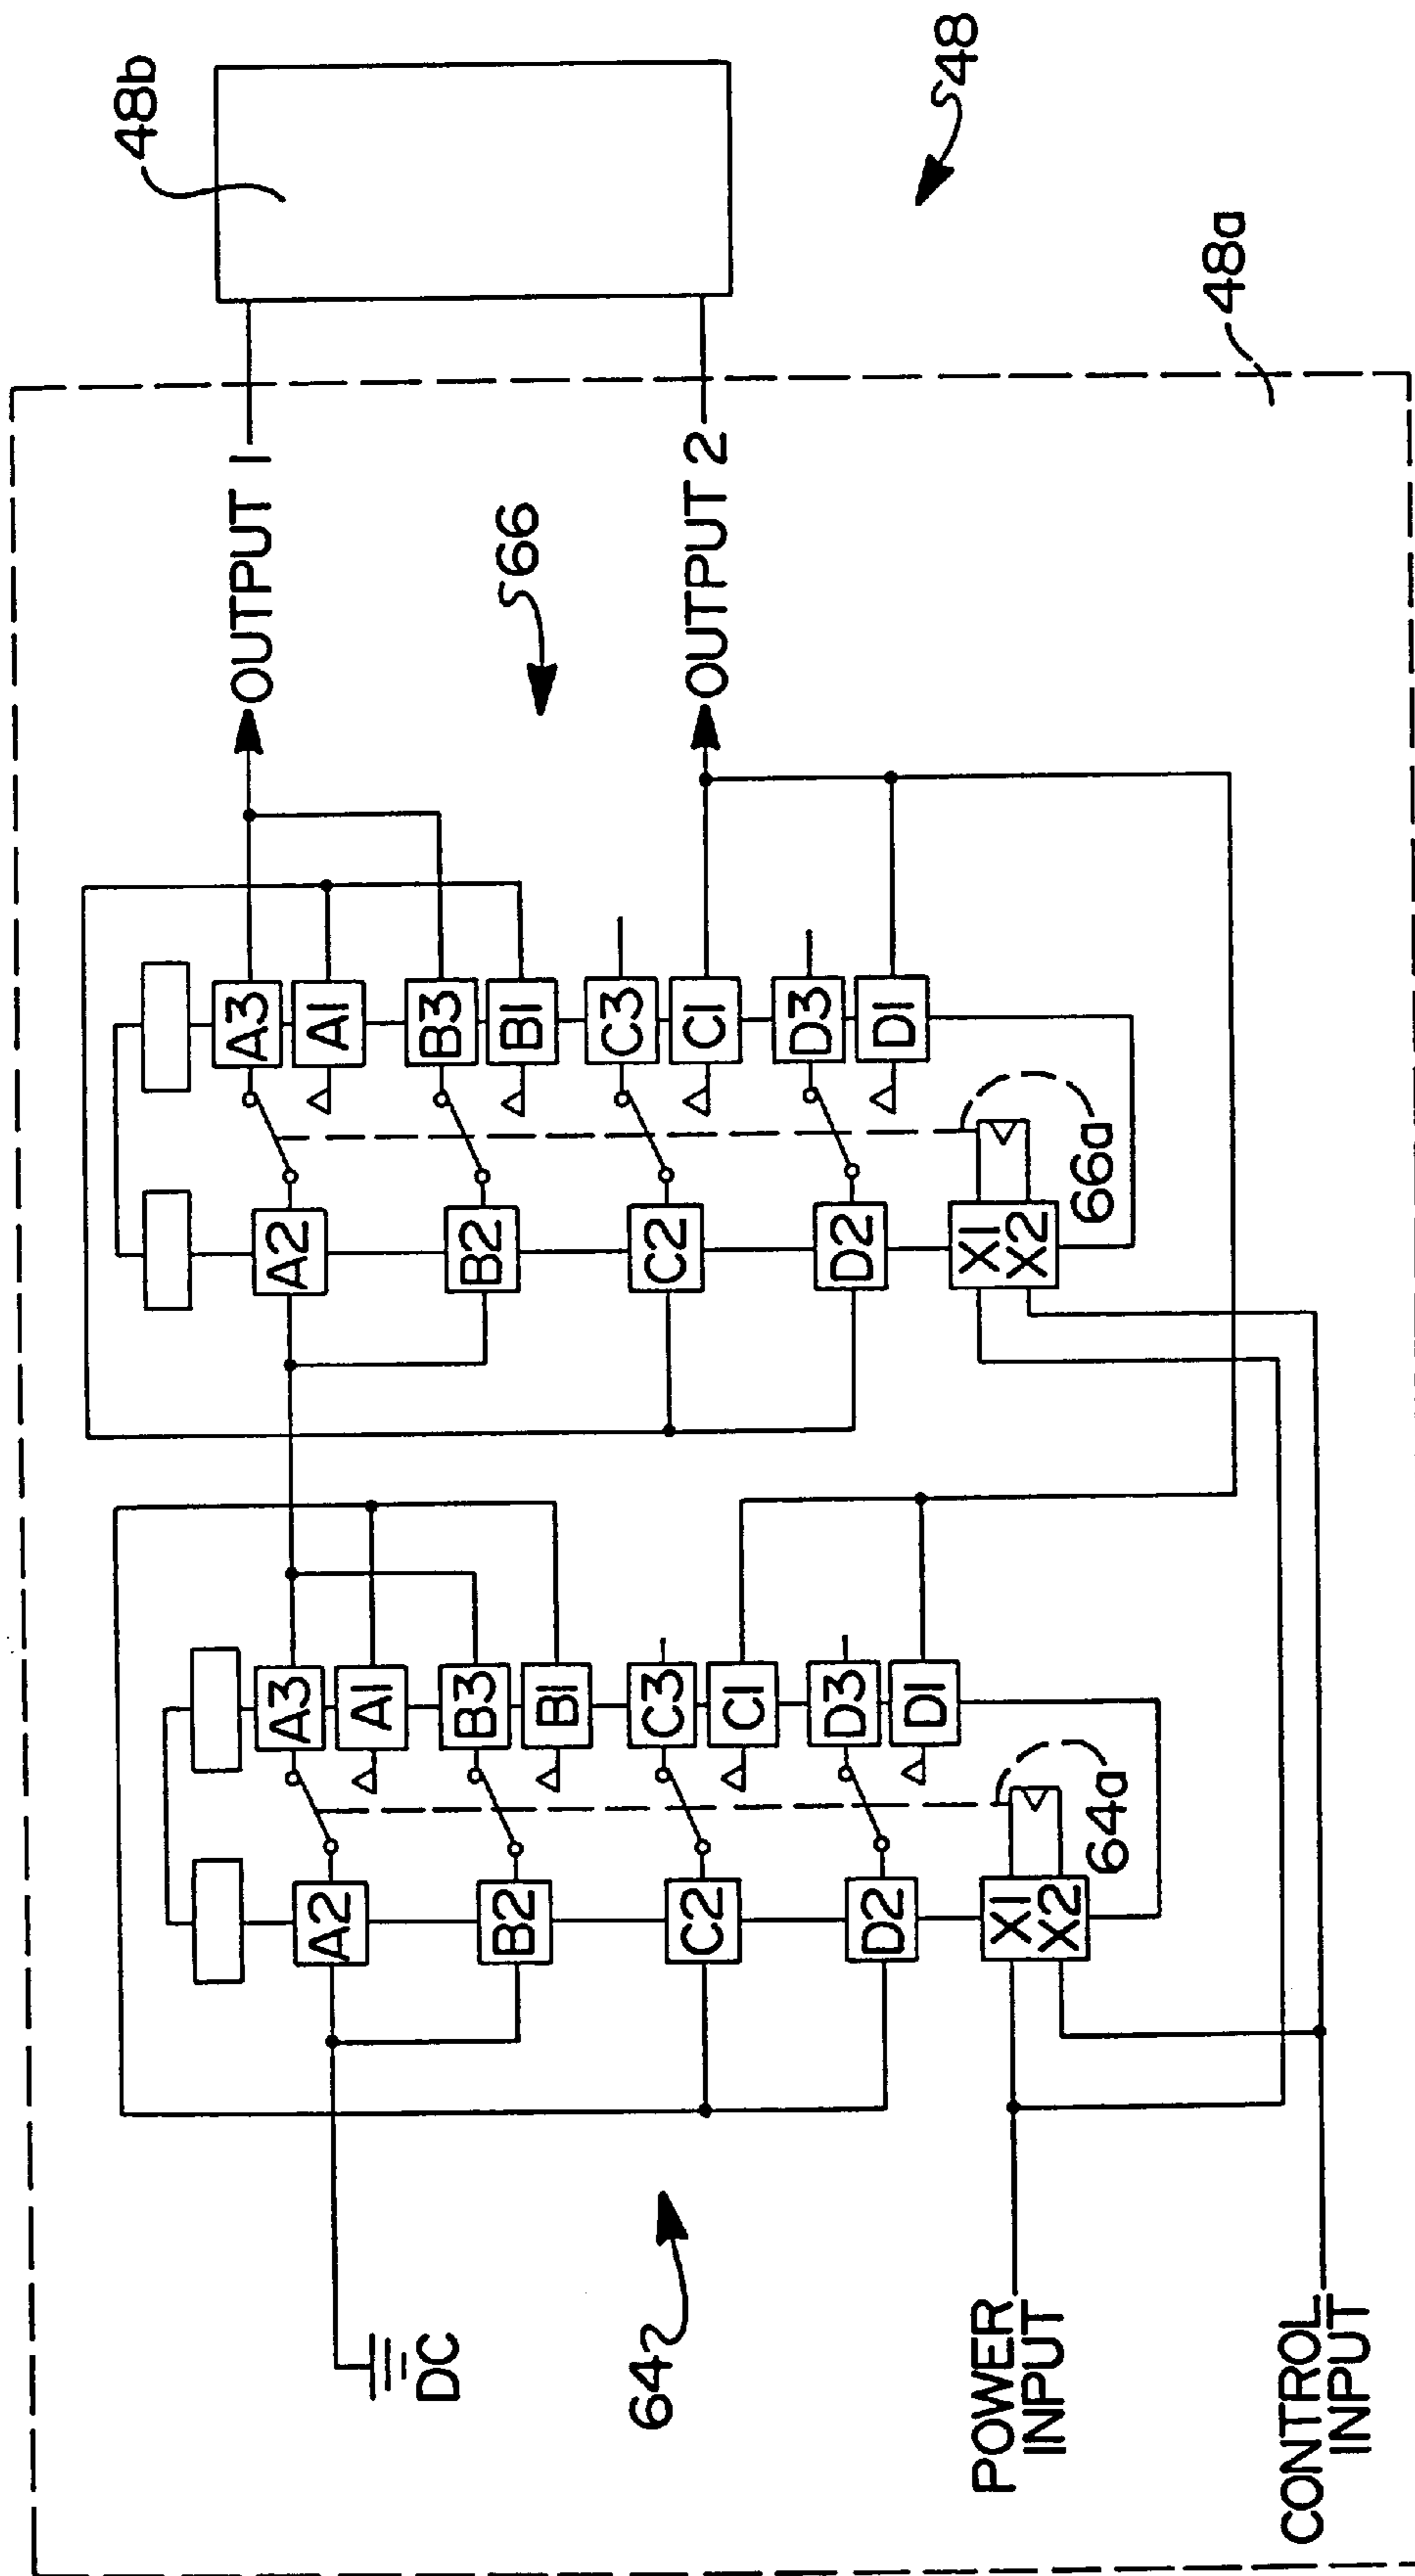 48b
48
48a
OUTPUT 1
66
OUTPUT 2
A3
A1
B3
B1
C3
C1
D3
D1
A2
B2
C2
D2
X1
X2
66a
A3
A1
B3
B1
C3
C1
D3
D1
A2
B2
C2
D2
X1
X2
64a
DC
64
POWER
INPUT
CONTROL
INPUT